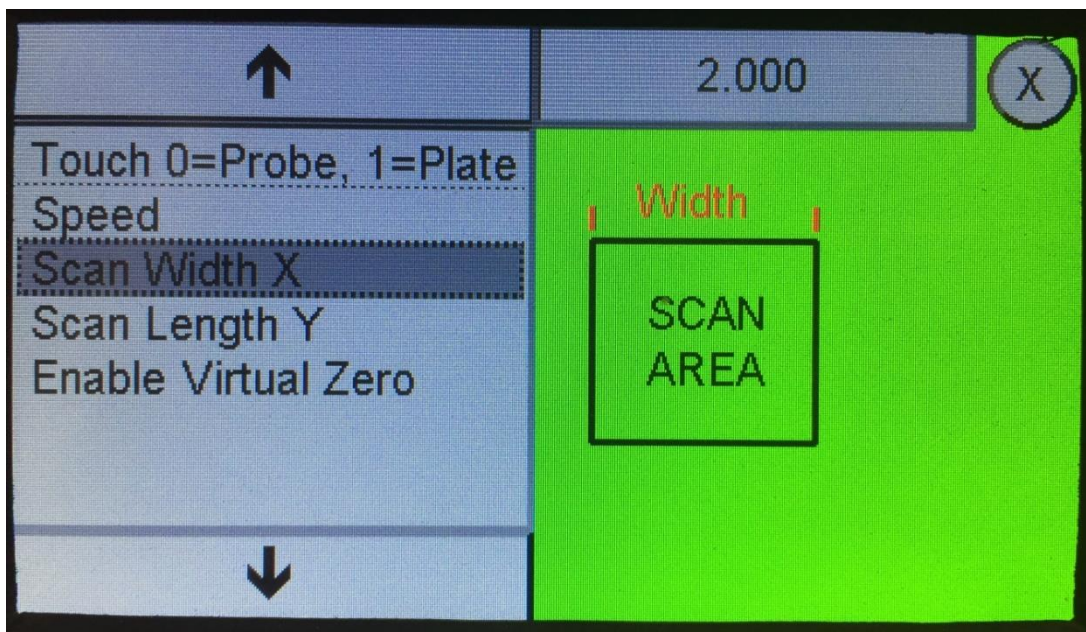 2.000
X
Touch 0=Probe, 1=Plate
Speed
Scan Width X
Scan Length Y
Enable Virtual Zero
Width
SCAN
AREA